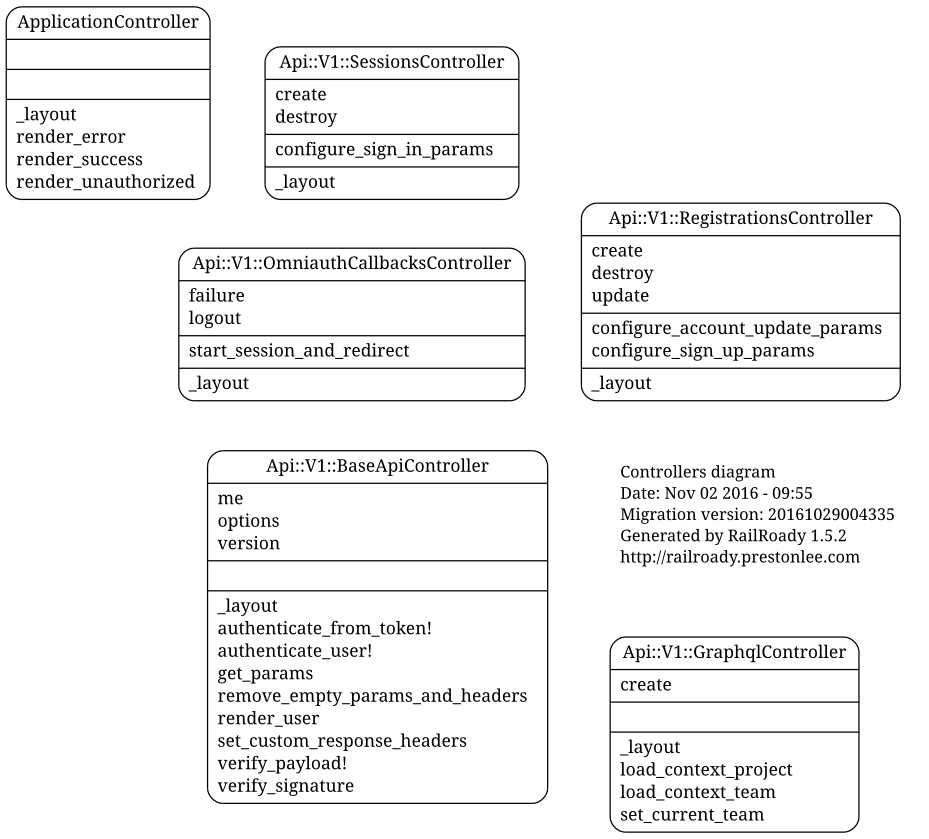 ApplicationController
_layout
render_error
render_success
render_unauthorized
Api::V1::SessionsController
create
destroy
configure_sign_in_params
_layout
Api::V1::RegistrationsController
create
destroy
update
configure_account_update_params
configure_sign_up_params
_layout
Api::V1::OmniauthCallbacksController
failure
logout
start_session_and_redirect
_layout
Api::V1::BaseApiController
me
options
version
_layout
authenticate_from_token!
authenticate_user!
get_params
remove_empty_params_and_headers
render_user
set_custom_response_headers
verify_payload!
verify_signature
Controllers diagram
Date: Nov 02 2016 - 09:55
Migration version: 20161029004335
Generated by RailRoady 1.5.2
http://railroady.prestonlee.com
Api::V1::GraphqlController
create
_layout
load_context_project
load_context_team
set_current_team